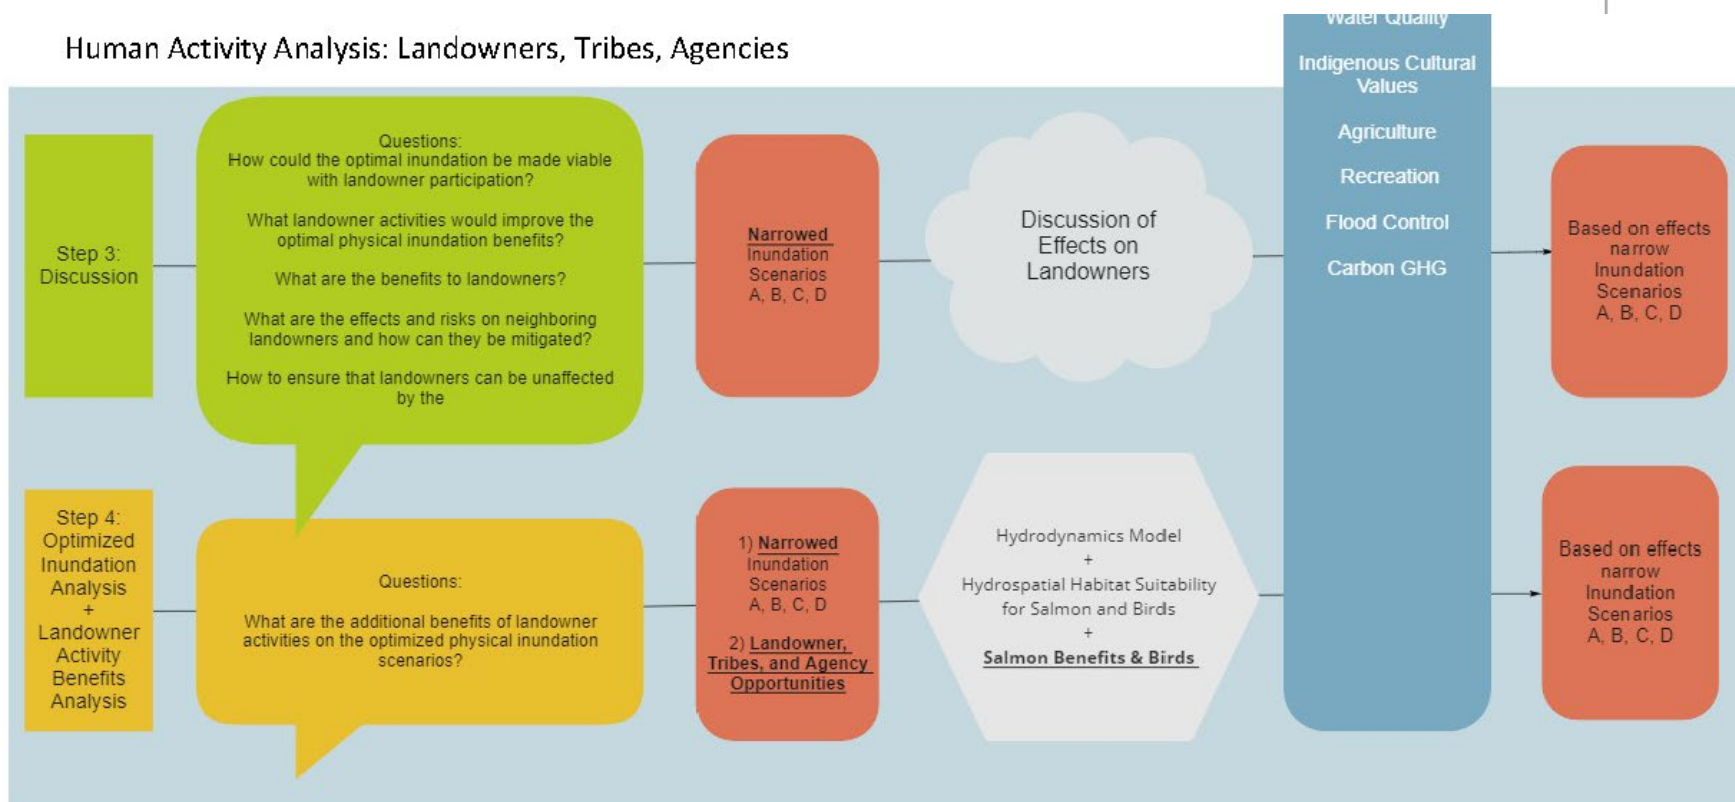 Human Activity Analysis: Landowners, Tribes, Agencies
Step 3:
Discussion
Questions:
How could the optimal inundation be made viable
with landowner participation?
What landowner activities would improve the
optimal physical inundation benefits?
What are the benefits to landowners?
What are the effects and risks on neighboring
landowners and how can they be mitigated?
How to ensure that landowners can be unaffected
by the
Narrowed
Inundation
Scenarios
A, B, C, D
Discussion of
Effects on
Landowners
Water Quality
Indigenous Cultural
Values
Agriculture
Recreation
Flood Control
Carbon GHG
Based on effects
narrow
Inundation
Scenarios
A, B, C, D
Step 4:
Optimized
Inundation
Analysis
+
Landowner
Activity
Benefits
Analysis
Questions:
What are the additional benefits of landowner
activities on the optimized physical inundation
scenarios?
1) Narrowed
Inundation
Scenarios
A, B, C, D
2) Landowner,
Tribes, and Agency
Opportunities
Hydrodynamics Model
+
Hydrospatial Habitat Suitability
for Salmon and Birds
+
Salmon Benefits & Birds
Based on effects
narrow
Inundation
Scenarios
A, B, C, D